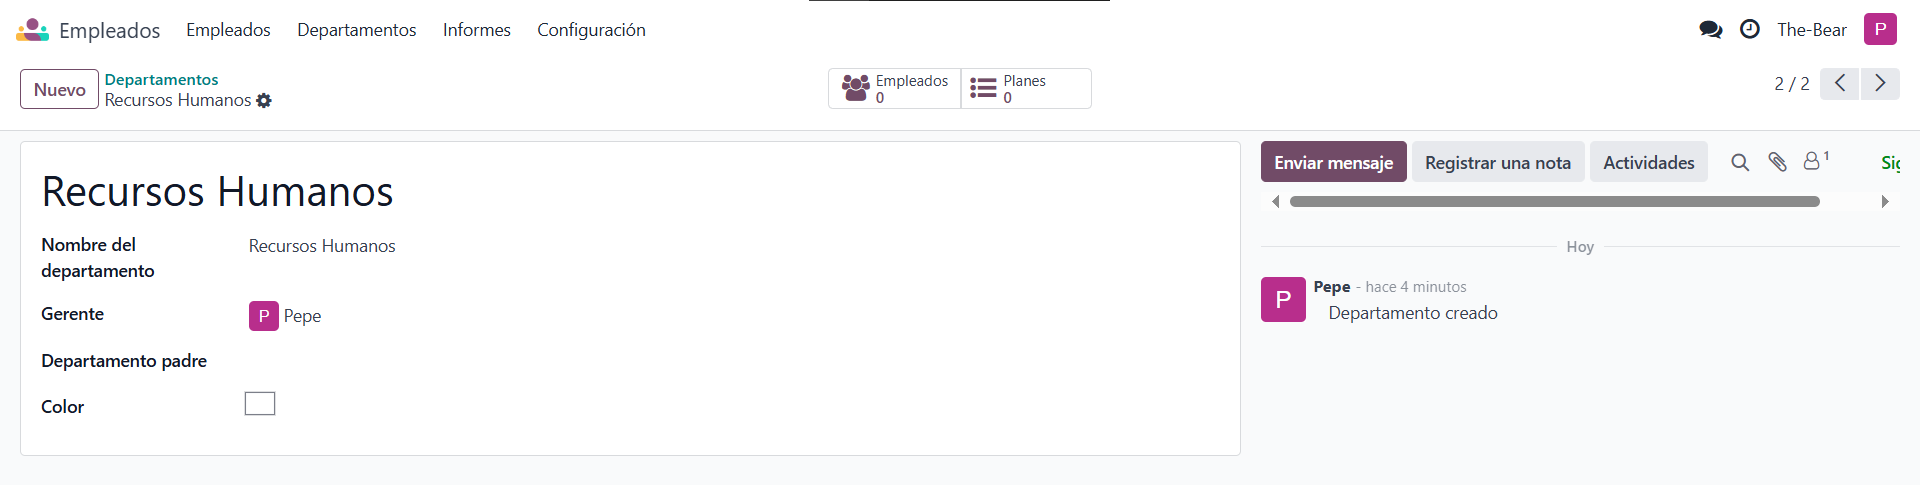 Empleados Empleados Departamentos Informes Configuración The-Bear P
Nuevo Departamentos Empleados Planes 2 / 2
Recursos Humanos 0 0
Enviar mensaje Registrar una nota Actividades 1
Recursos Humanos
Nombre del departamento Recursos Humanos
Gerente P Pepe
Departamento padre
Color
Hoy
P Pepe - hace 4 minutos
Departamento creado